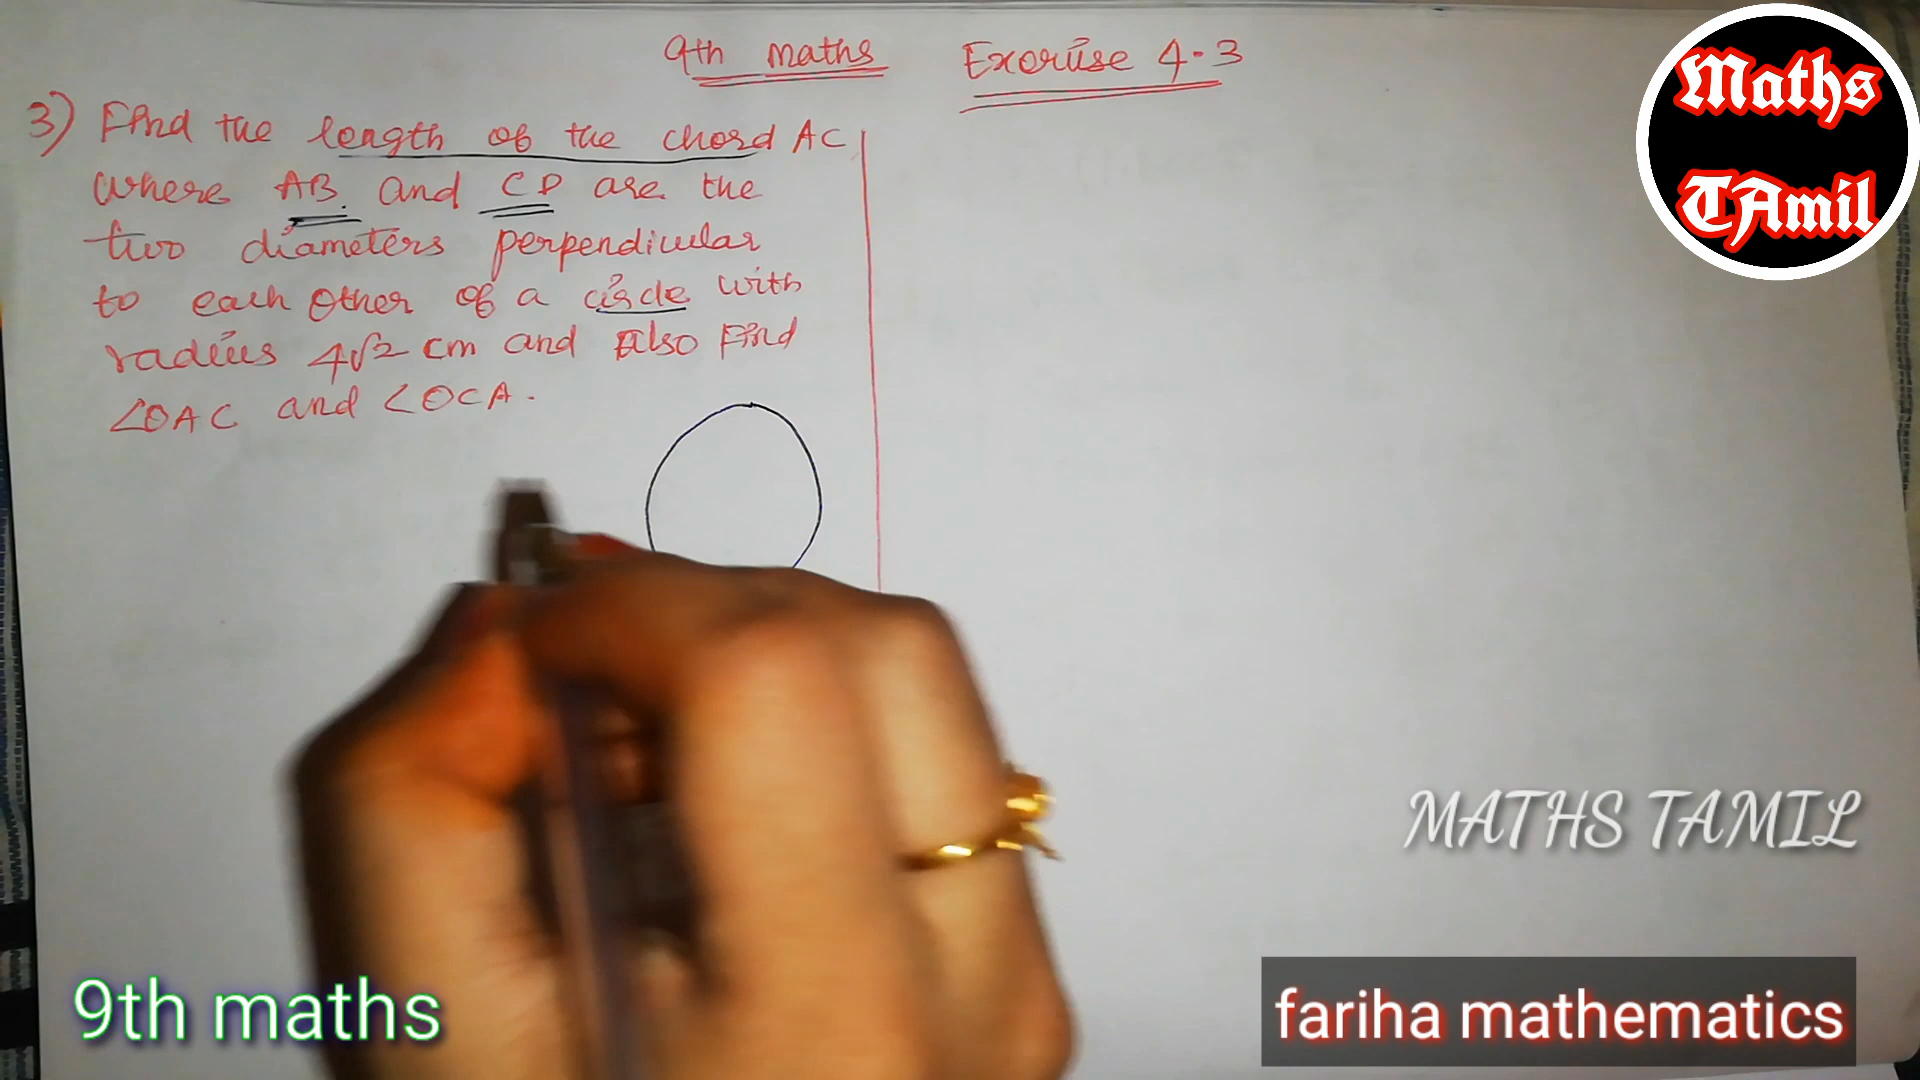 9th maths Exercise 4.3
3) Find the length of the chord AC
where AB and CD are the
two diameters perpendicular
to each other of a circle with
radius 4√2 cm and also find
∠OAC and ∠OCA.
Maths
TAmil
MATHS TAMIL
9th maths
fariha mathematics